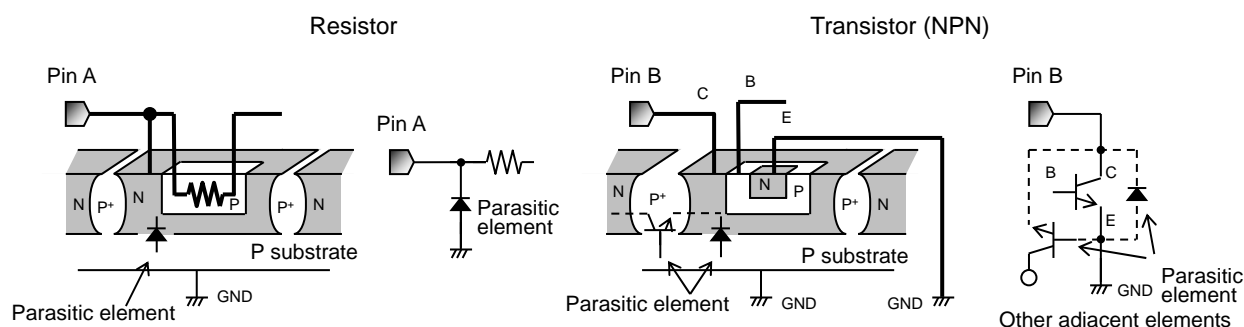 Resistor
Pin A
N
P+
N
P
P+
N
P substrate
GND
Parasitic element
Pin A
Parasitic
element
Transistor (NPN)
Pin B
C
B
E
N
P+
N
P
P+
N
P substrate
Parasitic element
GND
GND
Pin B
B
C
E
GND
Parasitic
element
Other adjacent elements